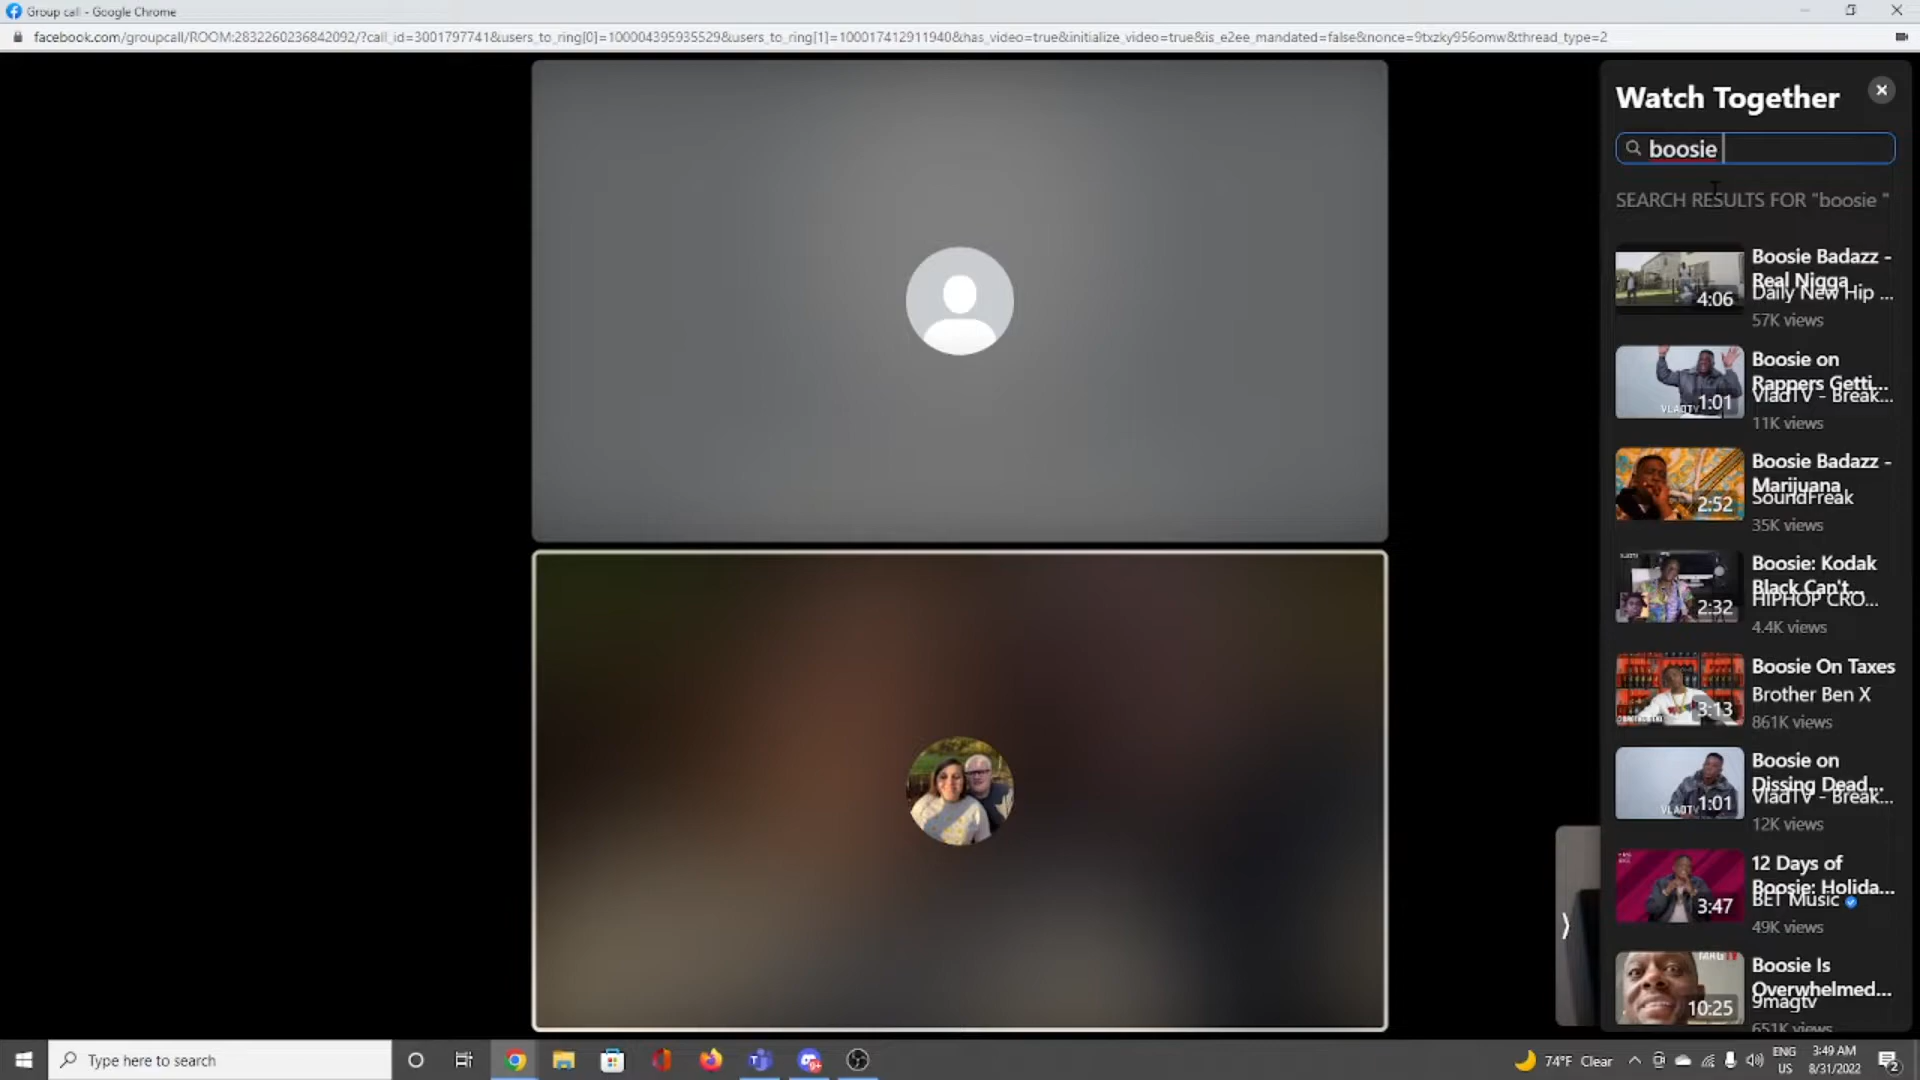 Group call - Google Chrome
facebook.com/groupcall/ROOM:2832260236842092/?call_id=3001797741&users_to_ring[0]=100004395935529&users_to_ring[1]=100017412911940&has_video=true&initialize_video=true&is_e2ee_mandated=false&nonce=9txzky956omw&thread_type=2
Watch Together
boosie
SEARCH RESULTS FOR "boosie "
Boosie Badazz -
Real Nigga
Daily New Hip ...
57K views
4:06
Boosie on
Rappers Getti...
VladTV - Break...
11K views
VLADTV
1:01
Boosie Badazz -
Marijuana
SoundFreak
35K views
2:52
Boosie: Kodak
Black Can't...
HIPHOP CRO...
4.4K views
2:32
Boosie On Taxes
Brother Ben X
861K views
3:13
Boosie on
Dissing Dead...
VladTV - Break...
12K views
VLADTV
1:01
12 Days of
Boosie: Holida...
BET Music
49K views
3:47
Boosie Is
Overwhelmed...
9magtv
651K views
10:25
Type here to search
9+
74°F Clear
ENG
US
3:49 AM
8/31/2022
2